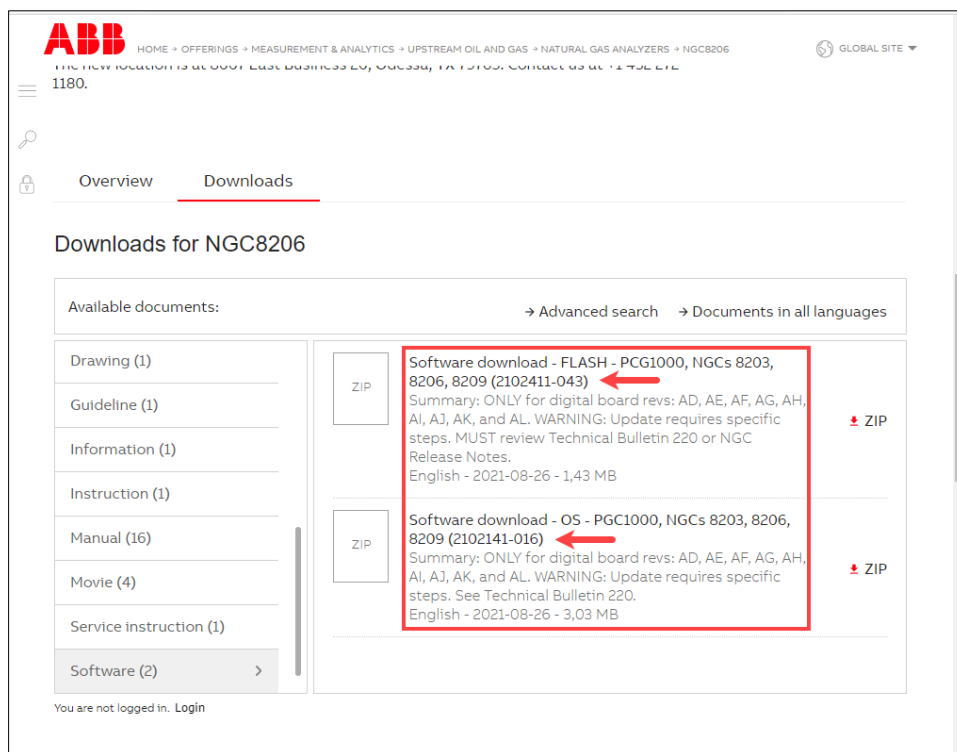 ABB
HOME → OFFERINGS → MEASUREMENT & ANALYTICS → UPSTREAM OIL AND GAS → NATURAL GAS ANALYZERS → NGC8206
GLOBAL SITE
1180.
Overview
Downloads
Downloads for NGC8206
Available documents:
→ Advanced search
→ Documents in all languages
Drawing (1)
Guideline (1)
Information (1)
Instruction (1)
Manual (16)
Movie (4)
Service instruction (1)
Software (2)
ZIP
Software download - FLASH - PCG1000, NGCs 8203,
8206, 8209 (2102411-043)
Summary: ONLY for digital board revs: AD, AE, AF, AG, AH,
AI, AJ, AK, and AL. WARNING: Update requires specific
steps. MUST review Technical Bulletin 220 or NGC
Release Notes.
English - 2021-08-26 - 1,43 MB
ZIP
ZIP
Software download - OS - PGC1000, NGCs 8203, 8206,
8209 (2102141-016)
Summary: ONLY for digital board revs: AD, AE, AF, AG, AH,
AI, AJ, AK, and AL. WARNING: Update requires specific
steps. See Technical Bulletin 220.
English - 2021-08-26 - 3,03 MB
ZIP
You are not logged in. Login